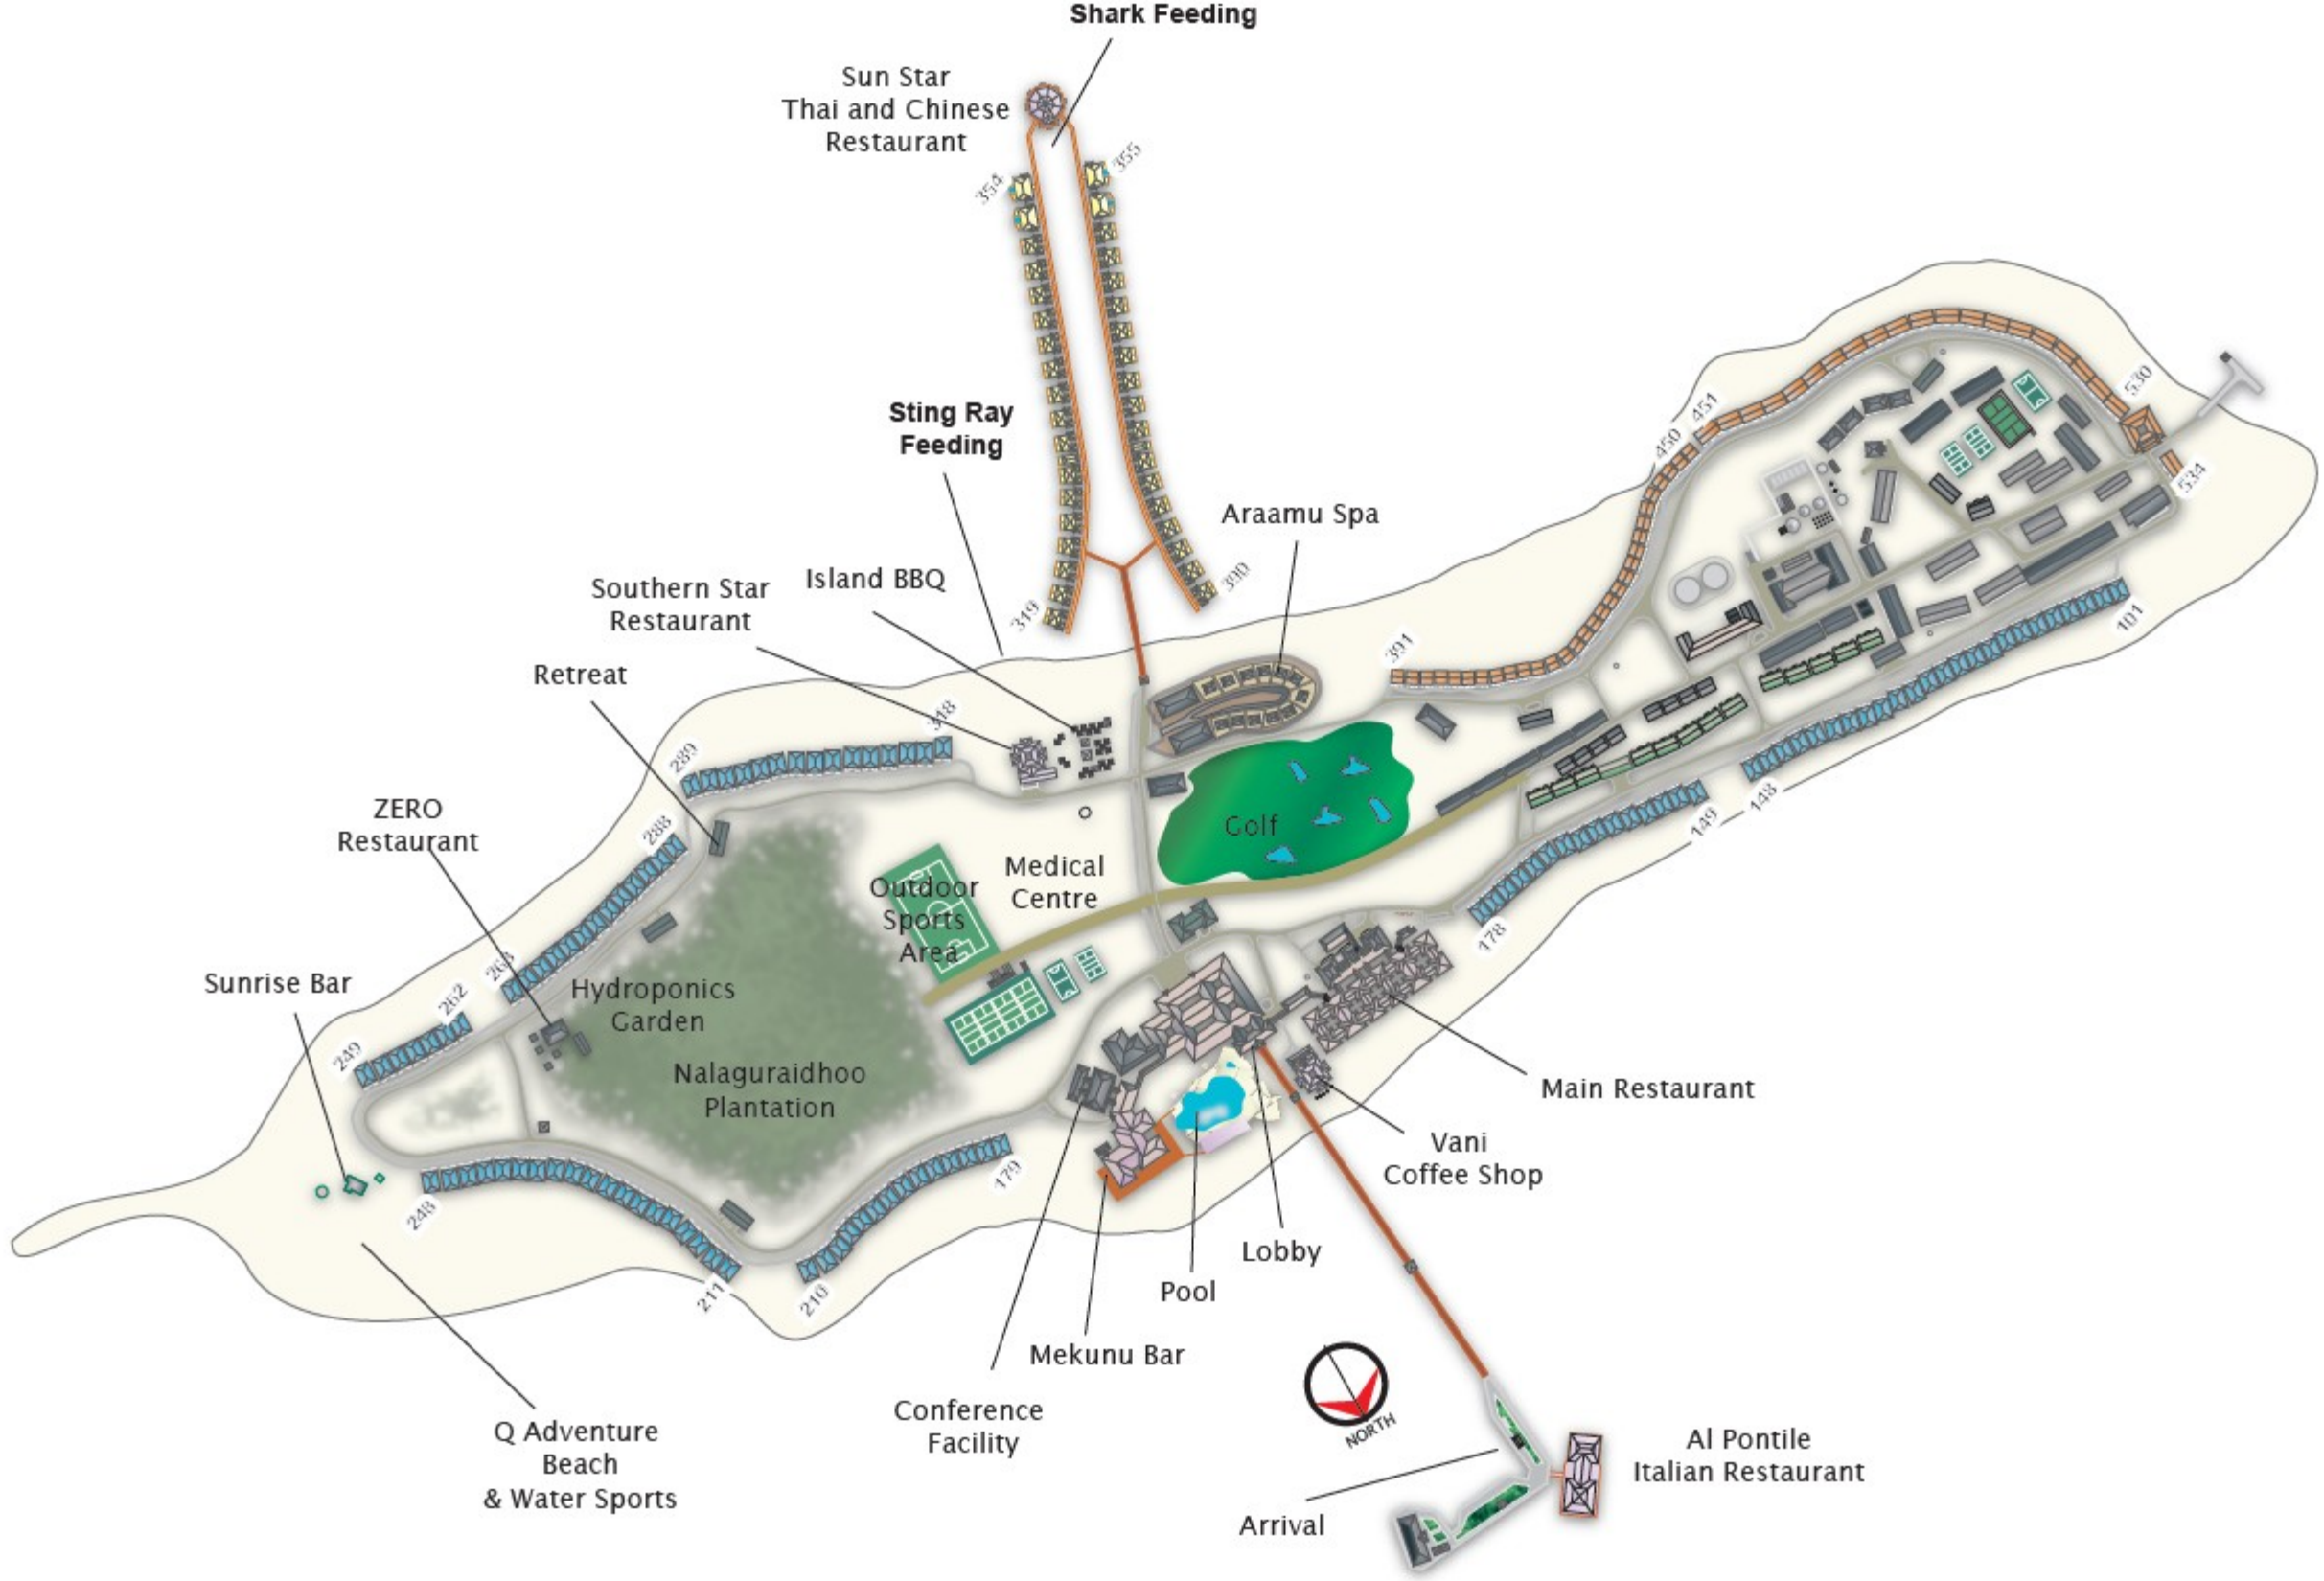 Shark Feeding
Sun Star
Thai and Chinese
Restaurant
355
354
530
Sting Ray
Feeding
451
450
534
Araamu Spa
Island BBQ
390
Southern Star
Restaurant
319
101
391
Retreat
318
289
ZERO
Restaurant
288
Golf
148
149
Medical
Centre
Outdoor
Sports
Area
178
263
Sunrise Bar
262
Hydroponics
Garden
249
Nalaguraidhoo
Plantation
Main Restaurant
Vani
Coffee Shop
179
248
Lobby
Pool
211
210
Mekunu Bar
NORTH
Conference
Facility
Q Adventure
Beach
& Water Sports
Al Pontile
Italian Restaurant
Arrival